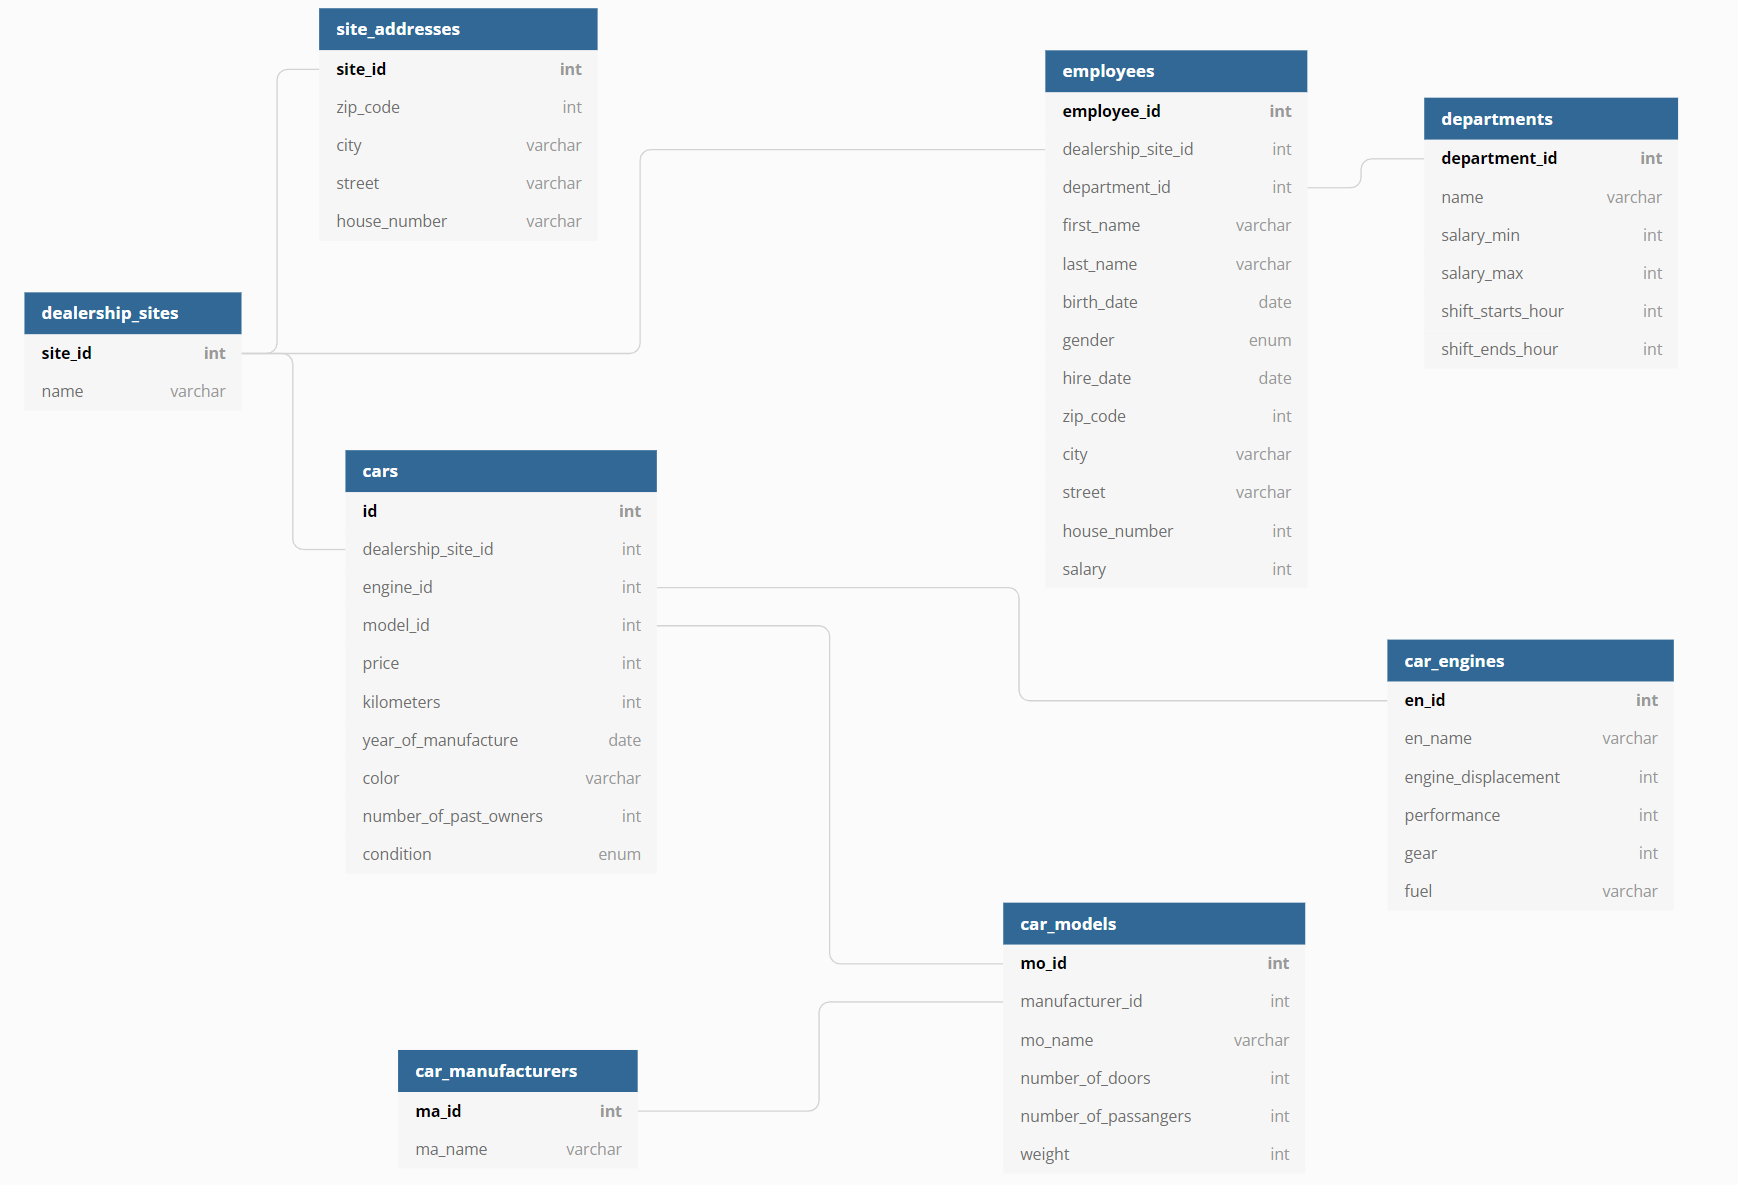 site_addresses
site_id int
zip_code int
city varchar
street varchar
house_number varchar
employees
employee_id int
dealership_site_id int
department_id int
first_name varchar
last_name varchar
birth_date date
gender enum
hire_date date
zip_code int
city varchar
street varchar
house_number int
salary int
departments
department_id int
name varchar
salary_min int
salary_max int
shift_starts_hour int
shift_ends_hour int
dealership_sites
site_id int
name varchar
cars
id int
dealership_site_id int
engine_id int
model_id int
price int
kilometers int
year_of_manufacture date
color varchar
number_of_past_owners int
condition enum
car_engines
en_id int
en_name varchar
engine_displacement int
performance int
gear int
fuel varchar
car_models
mo_id int
manufacturer_id int
mo_name varchar
number_of_doors int
number_of_passangers int
weight int
car_manufacturers
ma_id int
ma_name varchar